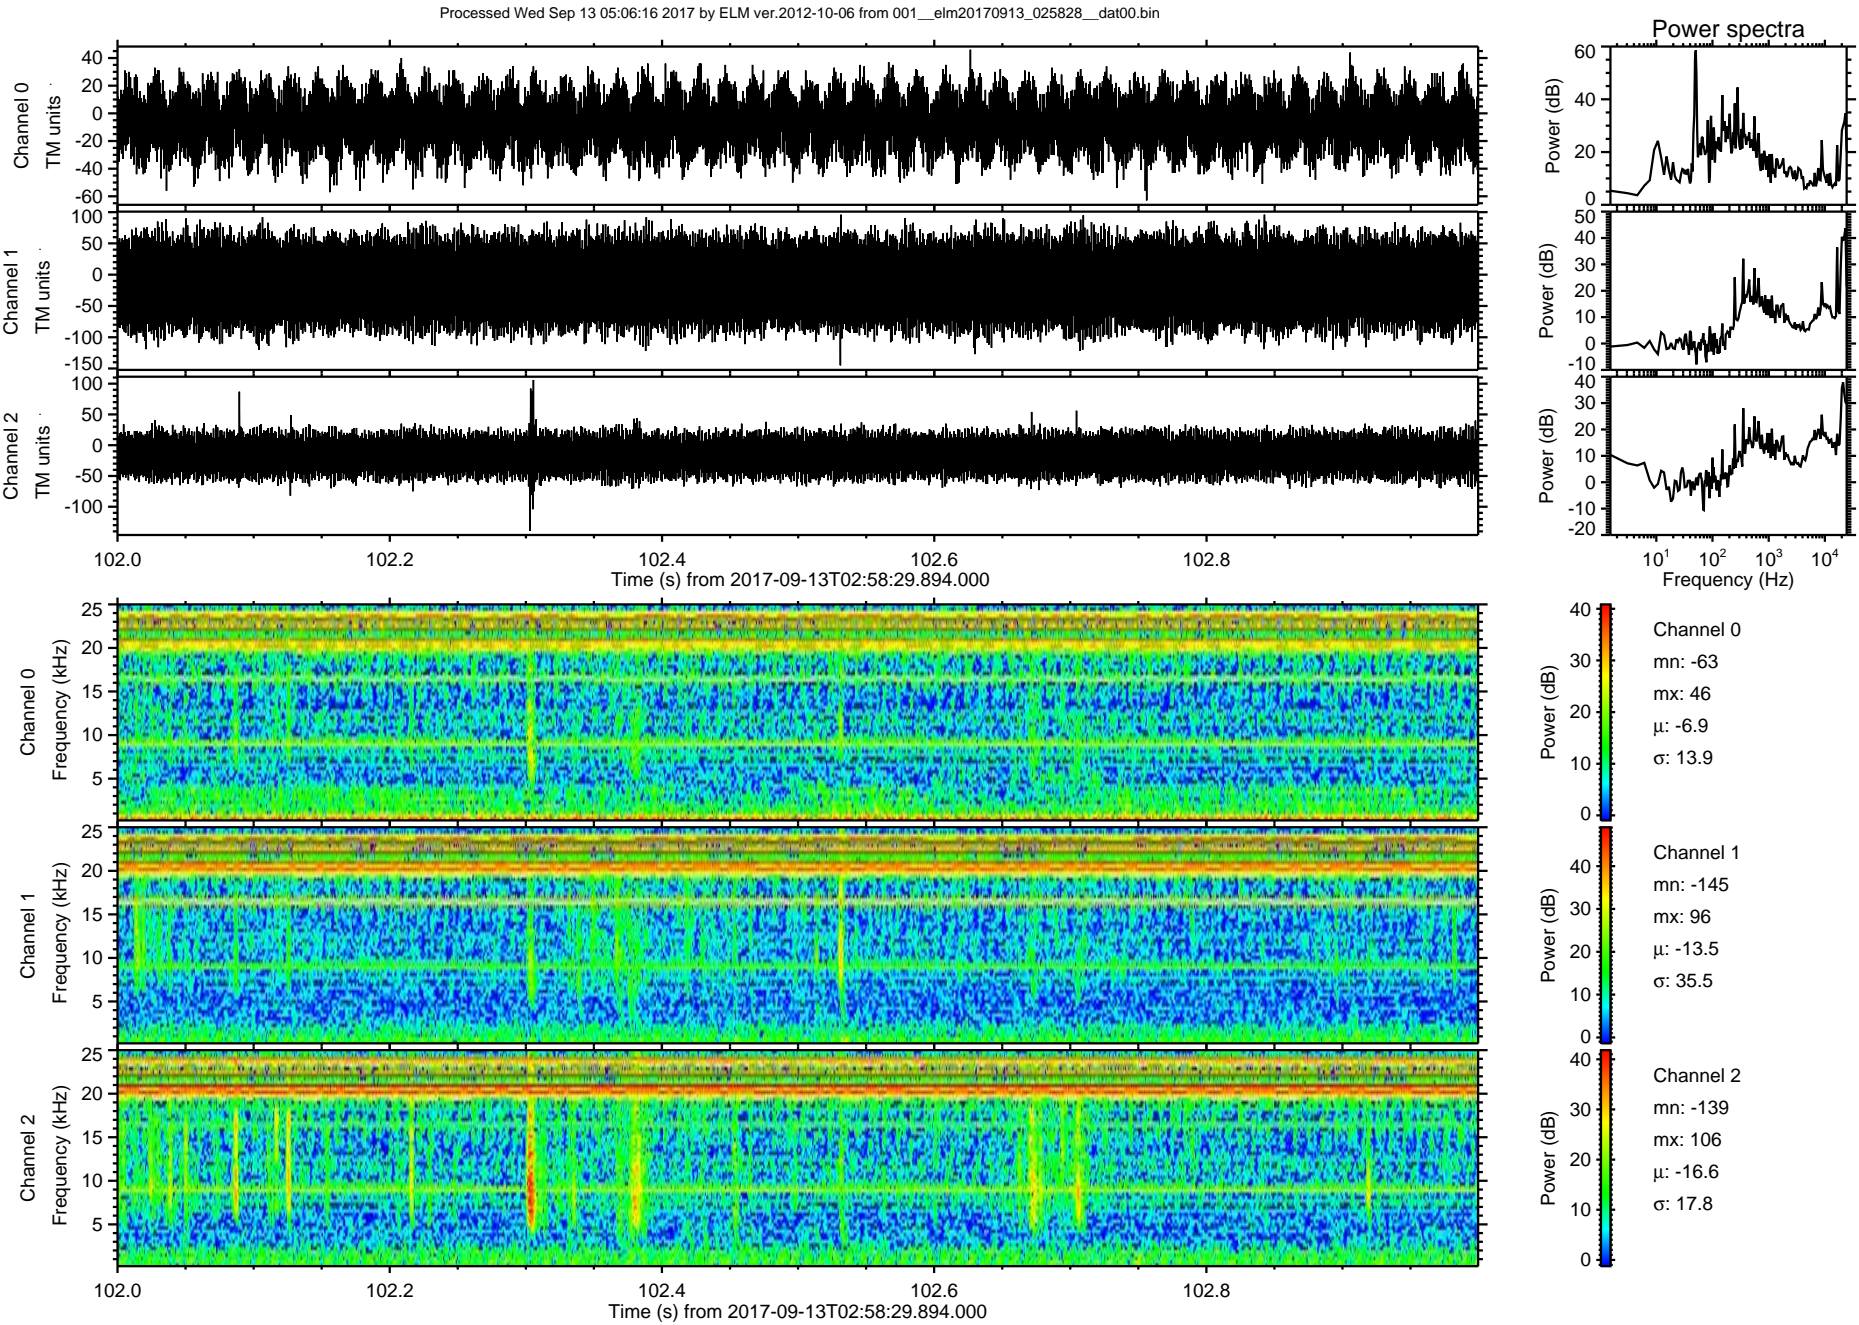 Processed Wed Sep 13 05:06:16 2017 by ELM ver.2012-10-06 from 001__elm20170913_025828__dat00.bin
Power spectra
Channel 0
TM units
40
20
0
-20
-40
-60
Power (dB)
60
40
20
0
Channel 1
TM units
100
50
0
-50
-100
-150
Power (dB)
50
40
30
20
10
0
-10
Channel 2
TM units
100
50
0
-50
-100
Power (dB)
40
30
20
10
0
-10
-20
102.0 102.2 102.4 102.6 102.8
Time (s) from 2017-09-13T02:58:29.894.000
10^1 10^2 10^3 10^4
Frequency (Hz)
Channel 0
Frequency (kHz)
25
20
15
10
5
Power (dB)
40
30
20
10
0
Channel 0
mn: -63
mx: 46
μ: -6.9
σ: 13.9
Channel 1
Frequency (kHz)
25
20
15
10
5
Power (dB)
40
30
20
10
0
Channel 1
mn: -145
mx: 96
μ: -13.5
σ: 35.5
Channel 2
Frequency (kHz)
25
20
15
10
5
Power (dB)
40
30
20
10
0
Channel 2
mn: -139
mx: 106
μ: -16.6
σ: 17.8
102.0 102.2 102.4 102.6 102.8
Time (s) from 2017-09-13T02:58:29.894.000